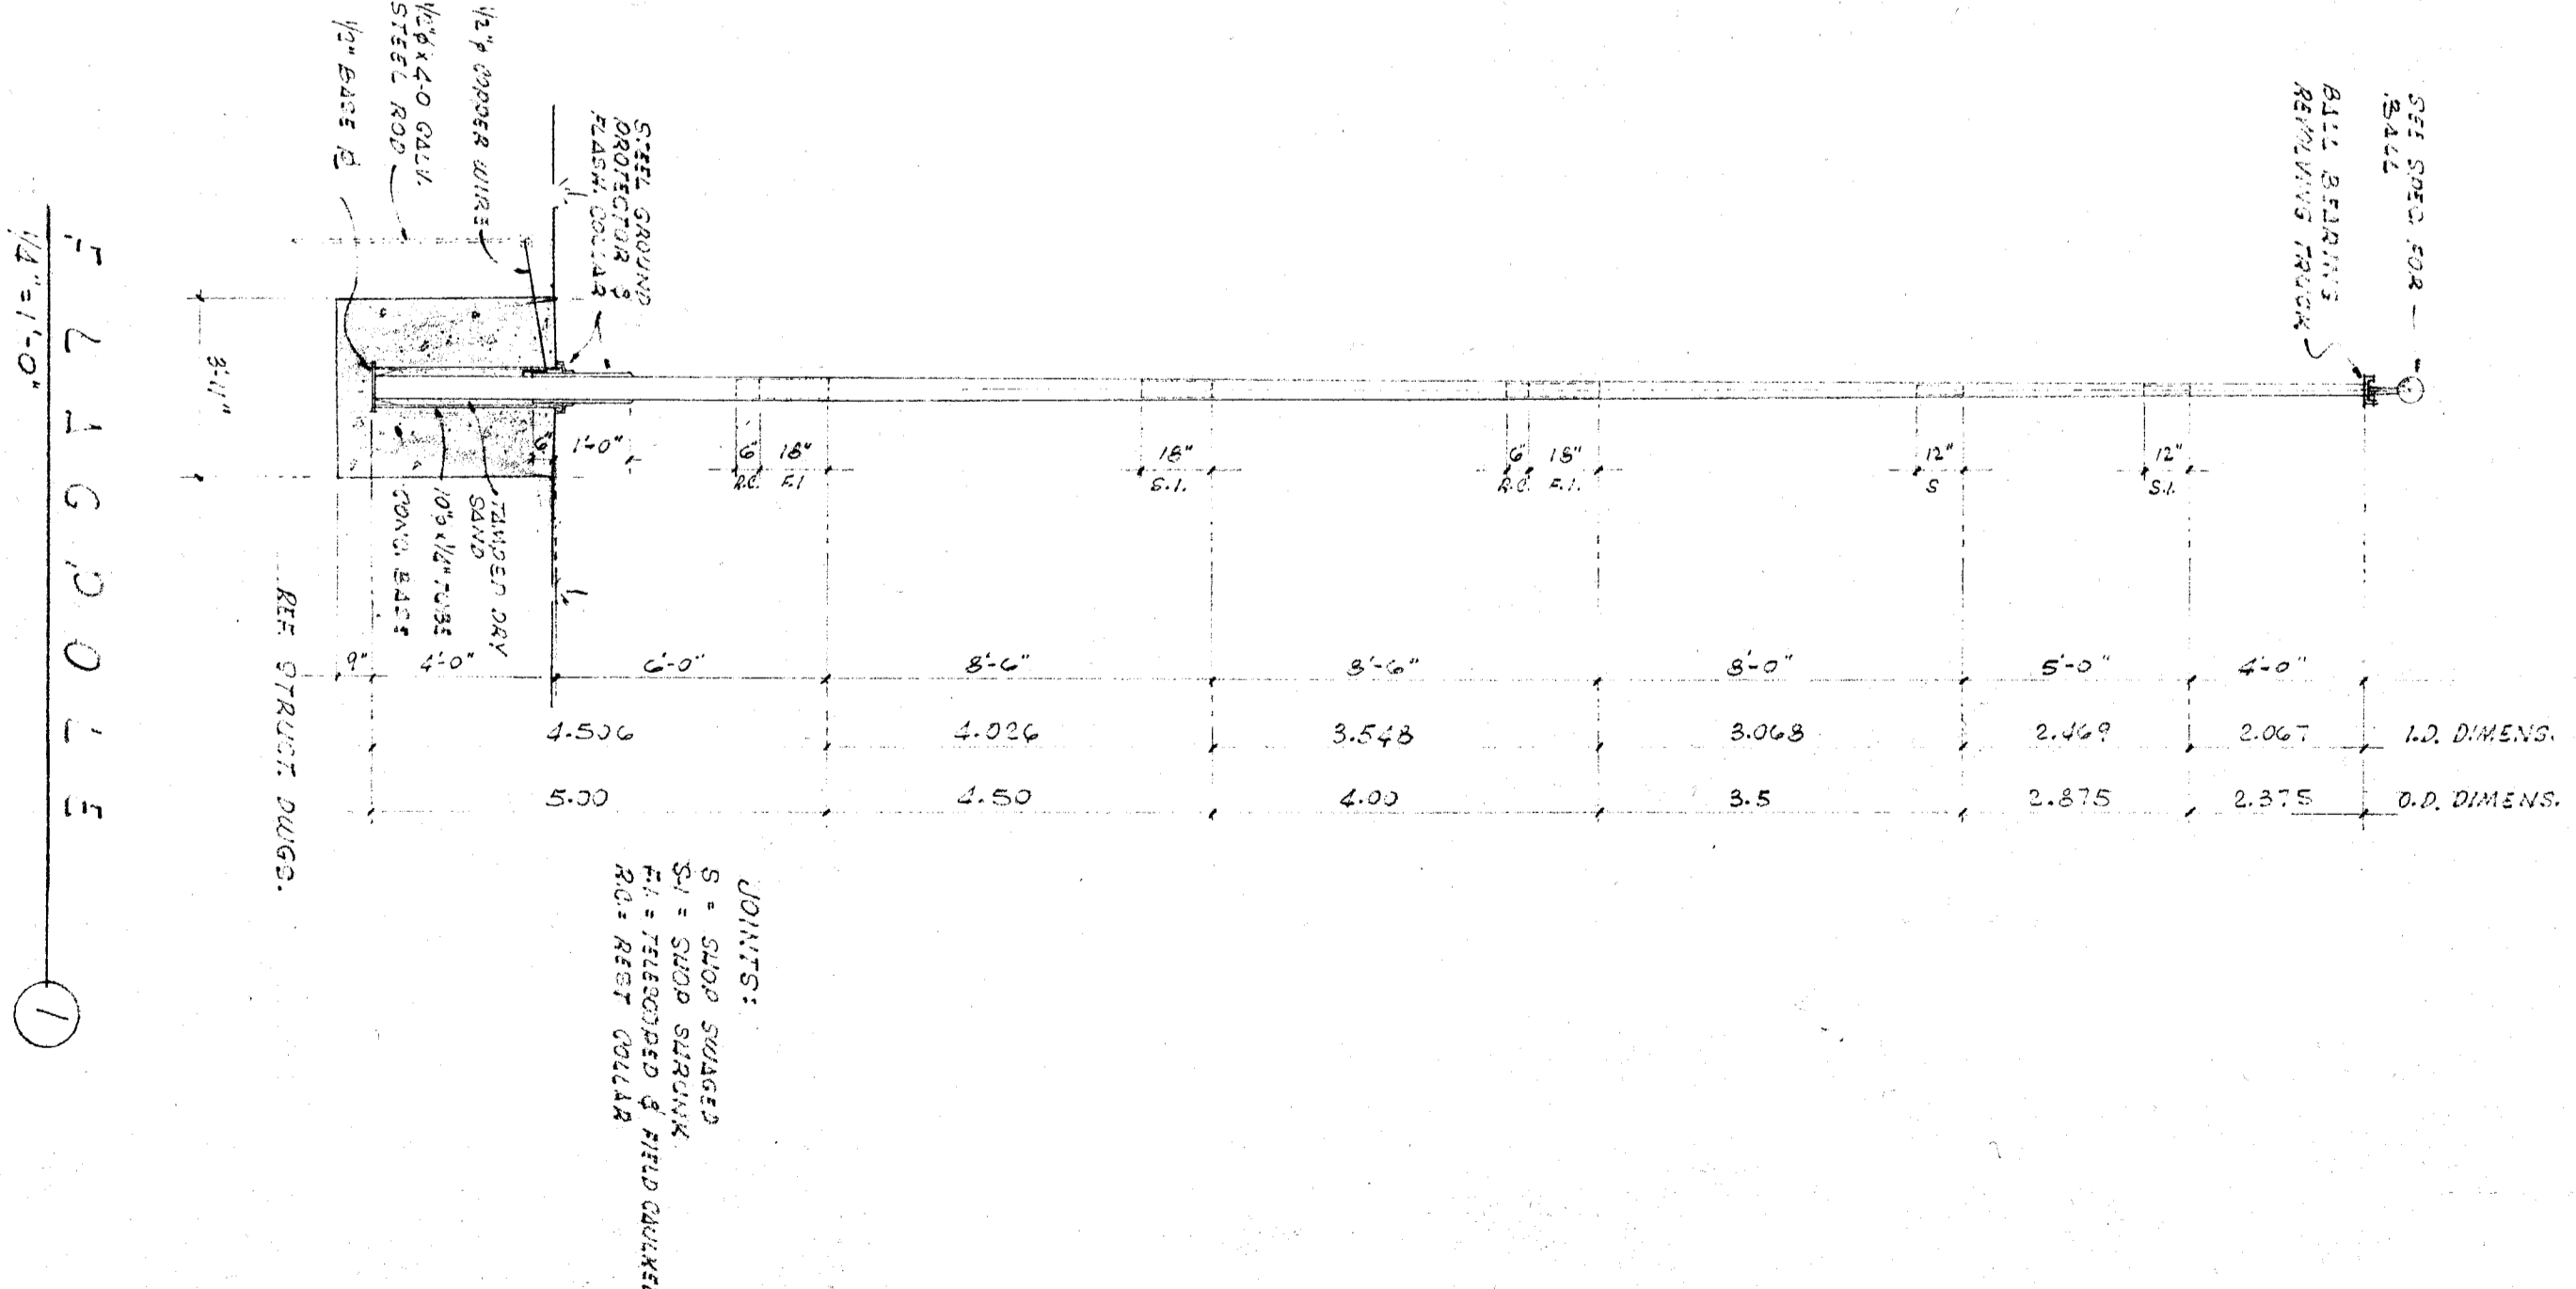 SEE SPEC FOR
BALL
BALL BEARING
REVOLVING TRUCK
STEEL GROUND
PROTECTOR &
FLASH. COLLAR
1/2"φ COPPER WIRE
1/2"φ x 4-0 GALV.
STEEL ROD
1/2" BASE PL
3'-11"
6" 1'-0"
6" 18" 18" 6" 18" 12" 12"
R.C. F.I. S.I. R.C. F.I. S S.I.
TAMPED DRY
SAND
10"φ x 1/4" TUBE
CONC. BASE
REF. STRUCT. DWGS.
9" 4'-0" 6'-0" 8'-6" 8'-6" 8'-0" 5'-0" 4'-0"
4.506 4.026 3.548 3.068 2.469 2.067 I.D. DIMENS.
5.00 4.50 4.00 3.5 2.875 2.375 O.D. DIMENS.
JOINTS:
S = SHOP SWAGED
S-I = SHOP SHRUNK
F.I. = TELESCOPED & FIELD CAULKED
R.C. = REST COLLAR
FLAGPOLE
1/4" = 1'-0"
1